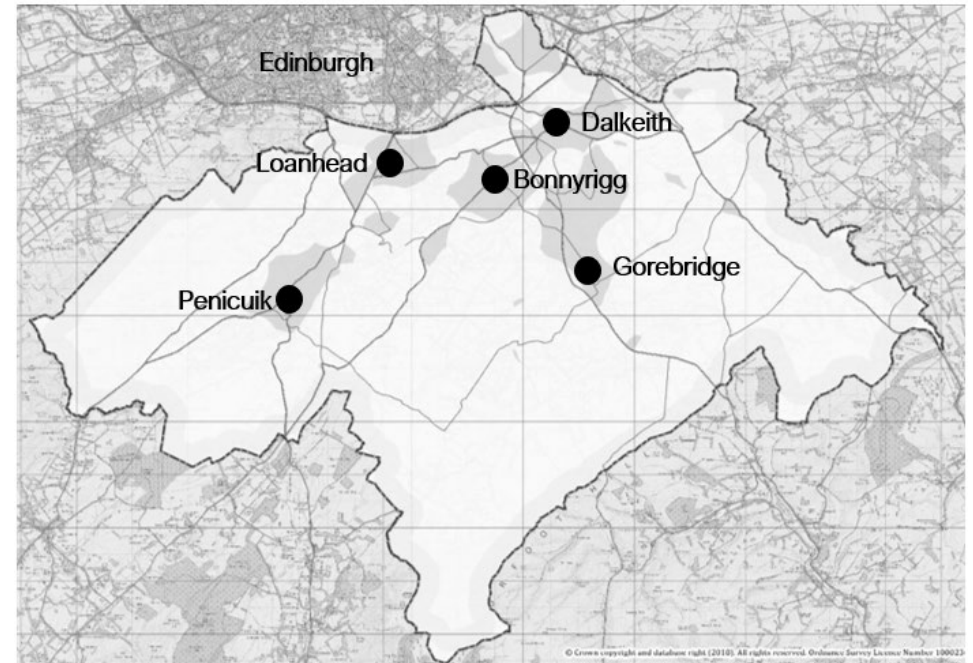 Edinburgh
Dalkeith
Loanhead
Bonnyrigg
Gorebridge
Penicuik
© Crown copyright and database right (2010). All rights reserved. Ordnance Survey Licence Number